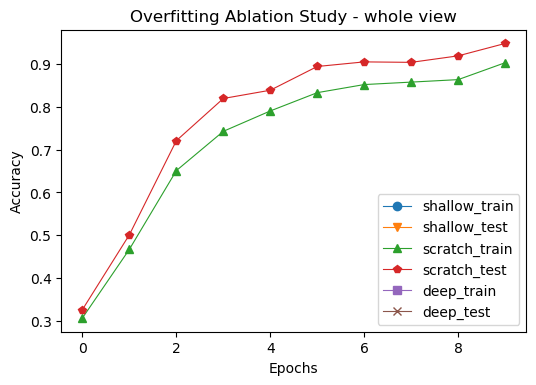 Overfitting Ablation Study - whole view
Accuracy
0.9
0.8
0.7
0.6
0.5
0.4
0.3
0 2 4 6 8
Epochs
shallow_train
shallow_test
scratch_train
scratch_test
deep_train
deep_test